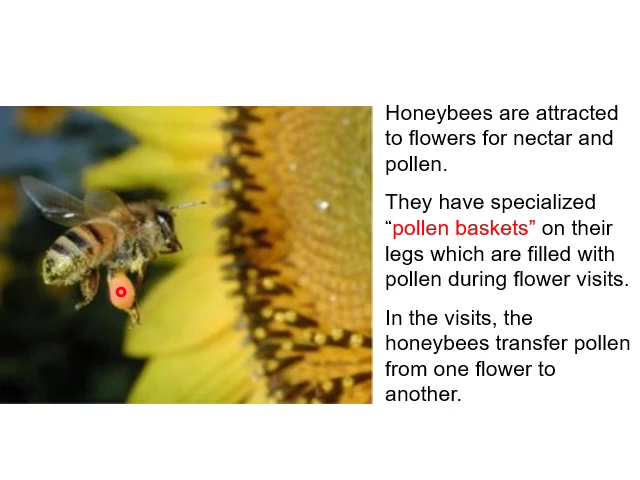 Honeybees are attracted
to flowers for nectar and
pollen.
They have specialized
“pollen baskets” on their
legs which are filled with
pollen during flower visits.
In the visits, the
honeybees transfer pollen
from one flower to
another.